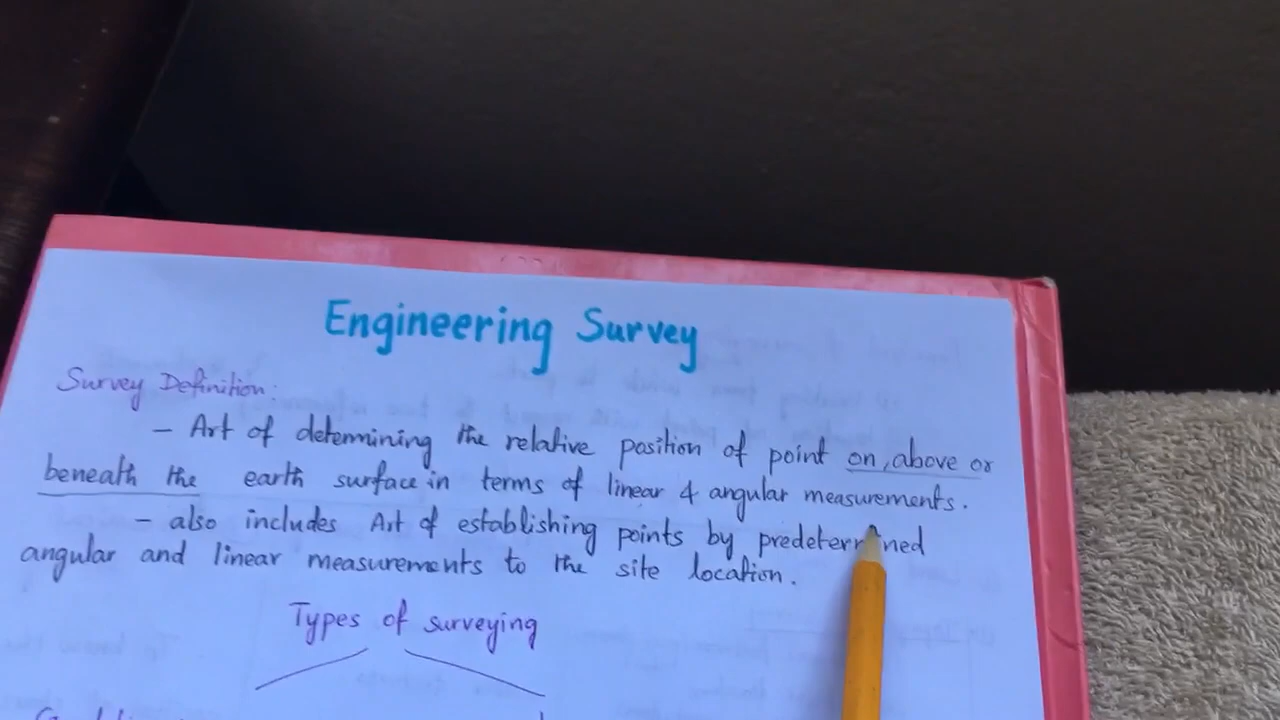 Engineering Survey
Survey Definition:
- Art of determining the relative position of point on, above or
beneath the earth surface in terms of linear & angular measurements.
- also includes Art of establishing points by predetermined
angular and linear measurements to the site location.
Types of surveying